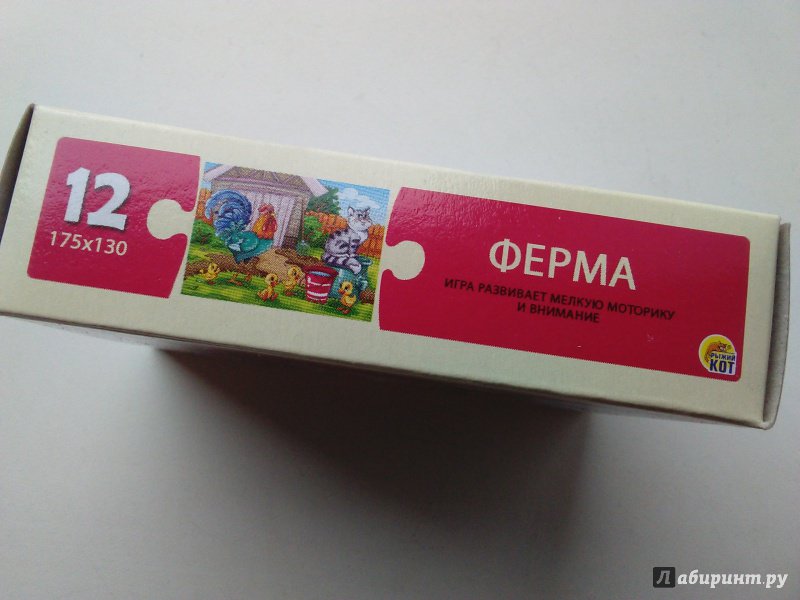 12
175x130
ФЕРМА
ИГРА РАЗВИВАЕТ МЕЛКУЮ МОТОРИКУ
И ВНИМАНИЕ
РЫЖИЙ
КОТ
Лабиринт.ру